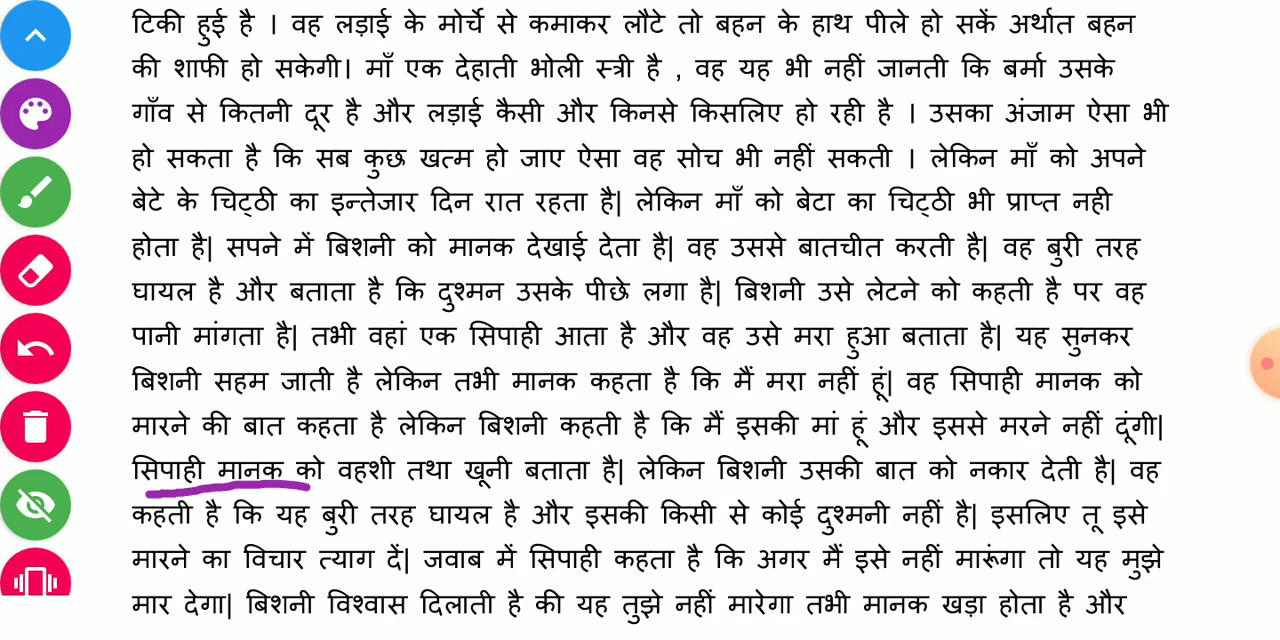 टिकी हुई है । वह लड़ाई के मोर्चे से कमाकर लौटे तो बहन के हाथ पीले हो सकें अर्थात बहन
की शाफी हो सकेगी। माँ एक देहाती भोली स्त्री है , वह यह भी नहीं जानती कि बर्मा उसके
गाँव से कितनी दूर है और लड़ाई कैसी और किनसे किसलिए हो रही है । उसका अंजाम ऐसा भी
हो सकता है कि सब कुछ खत्म हो जाए ऐसा वह सोच भी नहीं सकती । लेकिन माँ को अपने
बेटे के चिट्ठी का इन्तेजार दिन रात रहता है| लेकिन माँ को बेटा का चिट्ठी भी प्राप्त नही
होता है| सपने में बिशनी को मानक देखाई देता है| वह उससे बातचीत करती है| वह बुरी तरह
घायल है और बताता है कि दुश्मन उसके पीछे लगा है| बिशनी उसे लेटने को कहती है पर वह
पानी मांगता है| तभी वहां एक सिपाही आता है और वह उसे मरा हुआ बताता है| यह सुनकर
बिशनी सहम जाती है लेकिन तभी मानक कहता है कि मैं मरा नहीं हूं| वह सिपाही मानक को
मारने की बात कहता है लेकिन बिशनी कहती है कि मैं इसकी मां हूं और इससे मरने नहीं दूंगी|
सिपाही मानक को वहशी तथा खूनी बताता है| लेकिन बिशनी उसकी बात को नकार देती है| वह
कहती है कि यह बुरी तरह घायल है और इसकी किसी से कोई दुश्मनी नहीं है| इसलिए तू इसे
मारने का विचार त्याग दें| जवाब में सिपाही कहता है कि अगर मैं इसे नहीं मारूंगा तो यह मुझे
मार देगा| बिशनी विश्वास दिलाती है की यह तुझे नहीं मारेगा तभी मानक खड़ा होता है और